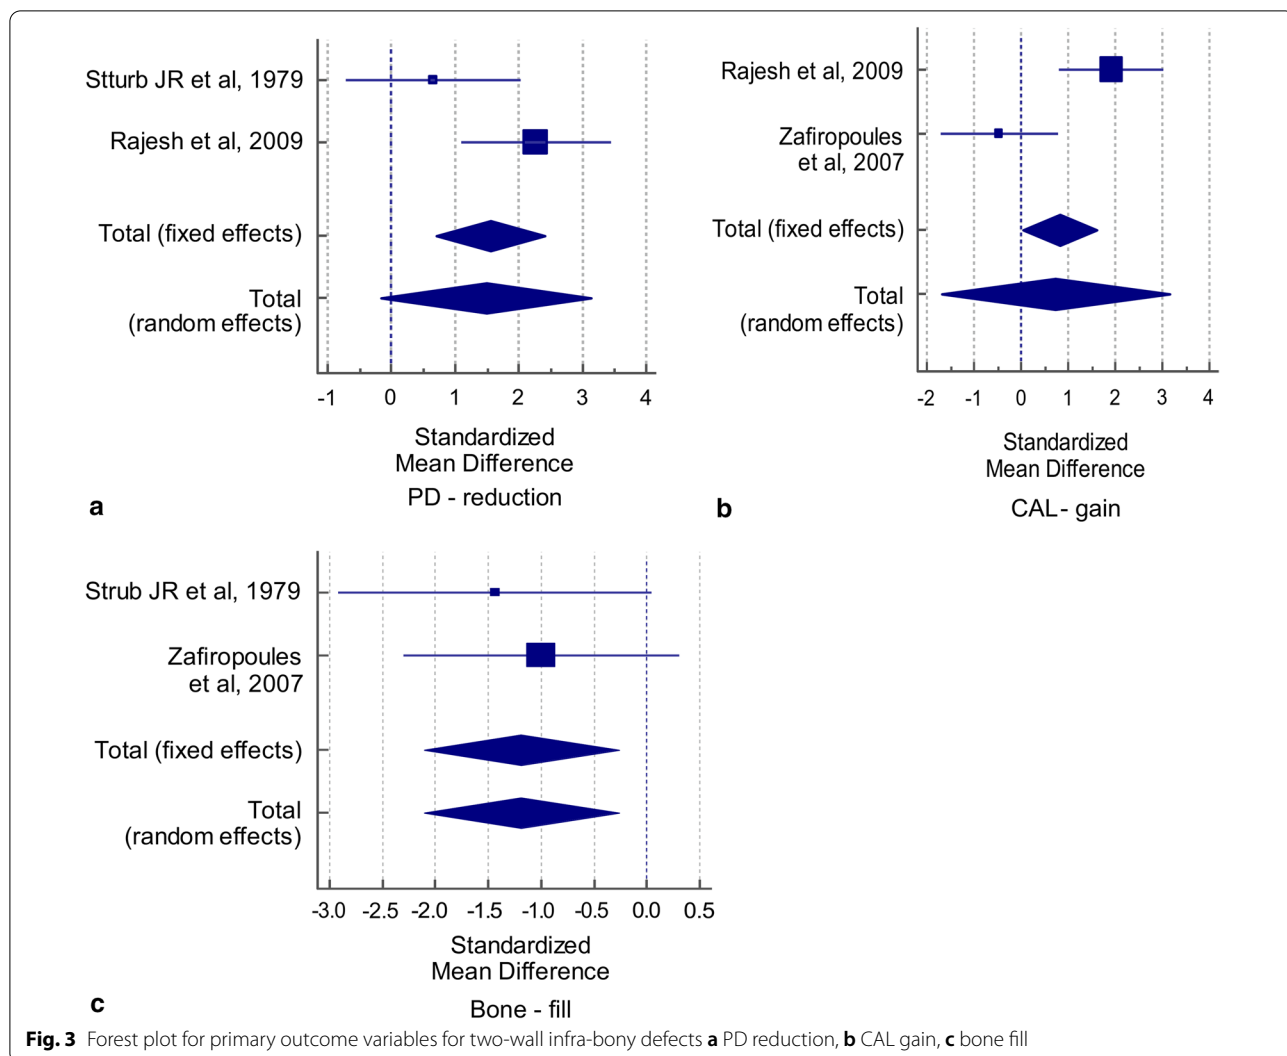 Stturb JR et al, 1979
Rajesh et al, 2009
Total (fixed effects)
Total
(random effects)
-1 0 1 2 3 4
Standardized
Mean Difference
PD - reduction
a
Rajesh et al, 2009
Zafiropoules
et al, 2007
Total (fixed effects)
Total
(random effects)
-2 -1 0 1 2 3 4
Standardized
Mean Difference
CAL- gain
b
Strub JR et al, 1979
Zafiropoules
et al, 2007
Total (fixed effects)
Total
(random effects)
-3.0 -2.5 -2.0 -1.5 -1.0 -0.5 0.0 0.5
Standardized
Mean Difference
Bone - fill
c
Fig. 3 Forest plot for primary outcome variables for two-wall infra-bony defects a PD reduction, b CAL gain, c bone fill